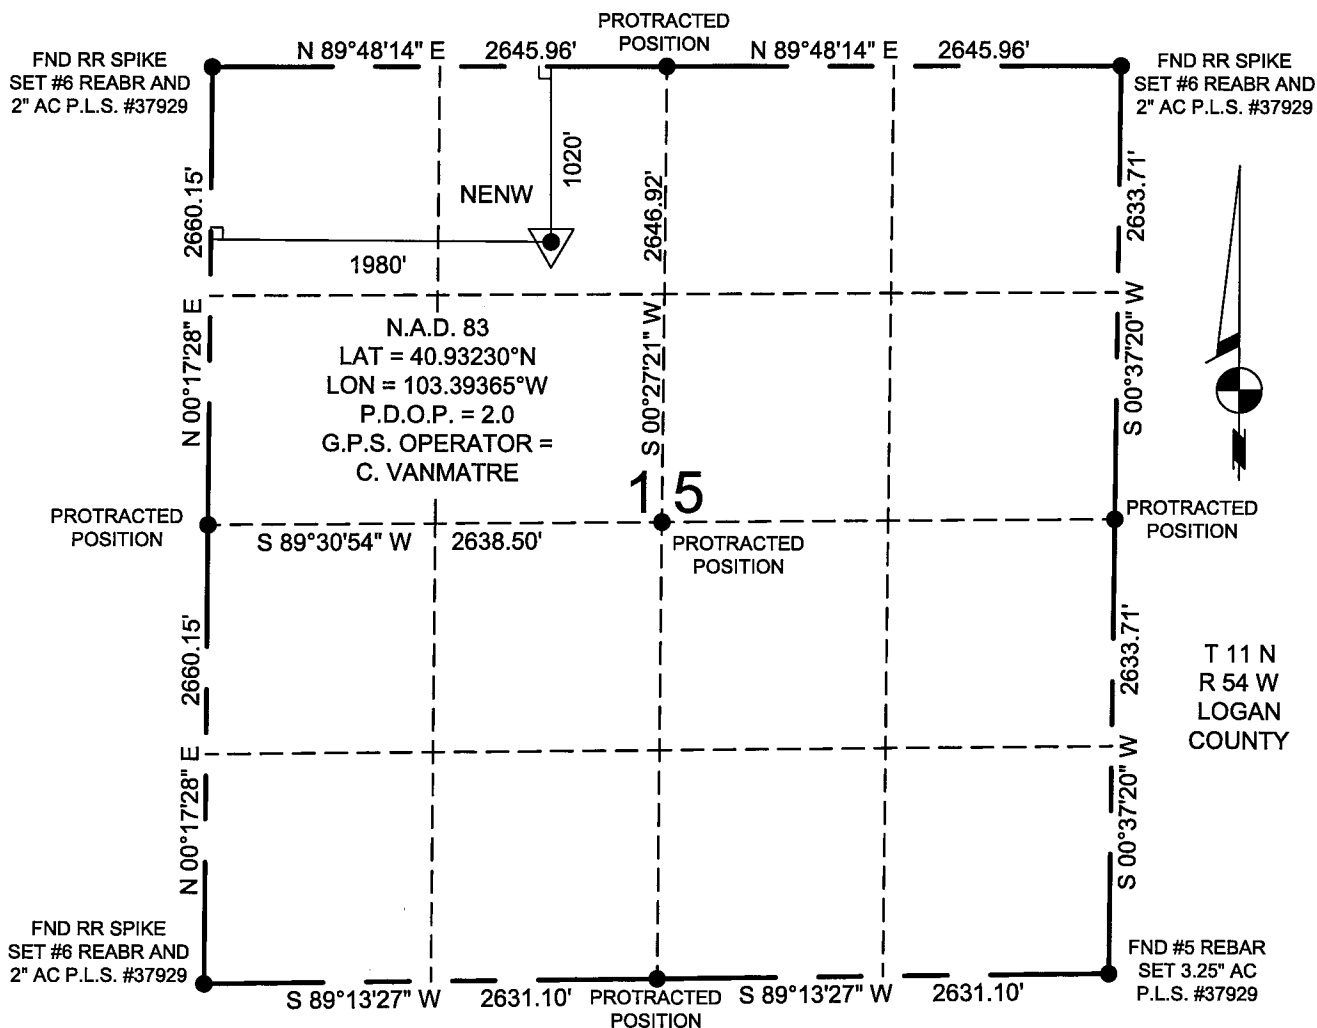 PROTRACTED
POSITION
N 89°48'14" E
2645.96'
N 89°48'14" E
2645.96'
FND RR SPIKE
SET #6 REABR AND
2" AC P.L.S. #37929
FND RR SPIKE
SET #6 REABR AND
2" AC P.L.S. #37929
2660.15'
NENW
1020'
2646.92'
2633.71'
1980'
N 00°17'28" E
N.A.D. 83
LAT = 40.93230°N
LON = 103.39365°W
P.D.O.P. = 2.0
G.P.S. OPERATOR =
C. VANMATRE
S 00°27'21" W
S 00°37'20" W
15
PROTRACTED
POSITION
S 89°30'54" W
2638.50'
PROTRACTED
POSITION
PROTRACTED
POSITION
2660.15'
2633.71'
T 11 N
R 54 W
LOGAN
COUNTY
N 00°17'28" E
S 00°37'20" W
FND RR SPIKE
SET #6 REABR AND
2" AC P.L.S. #37929
FND #5 REBAR
SET 3.25" AC
P.L.S. #37929
S 89°13'27" W
2631.10'
PROTRACTED
POSITION
S 89°13'27" W
2631.10'